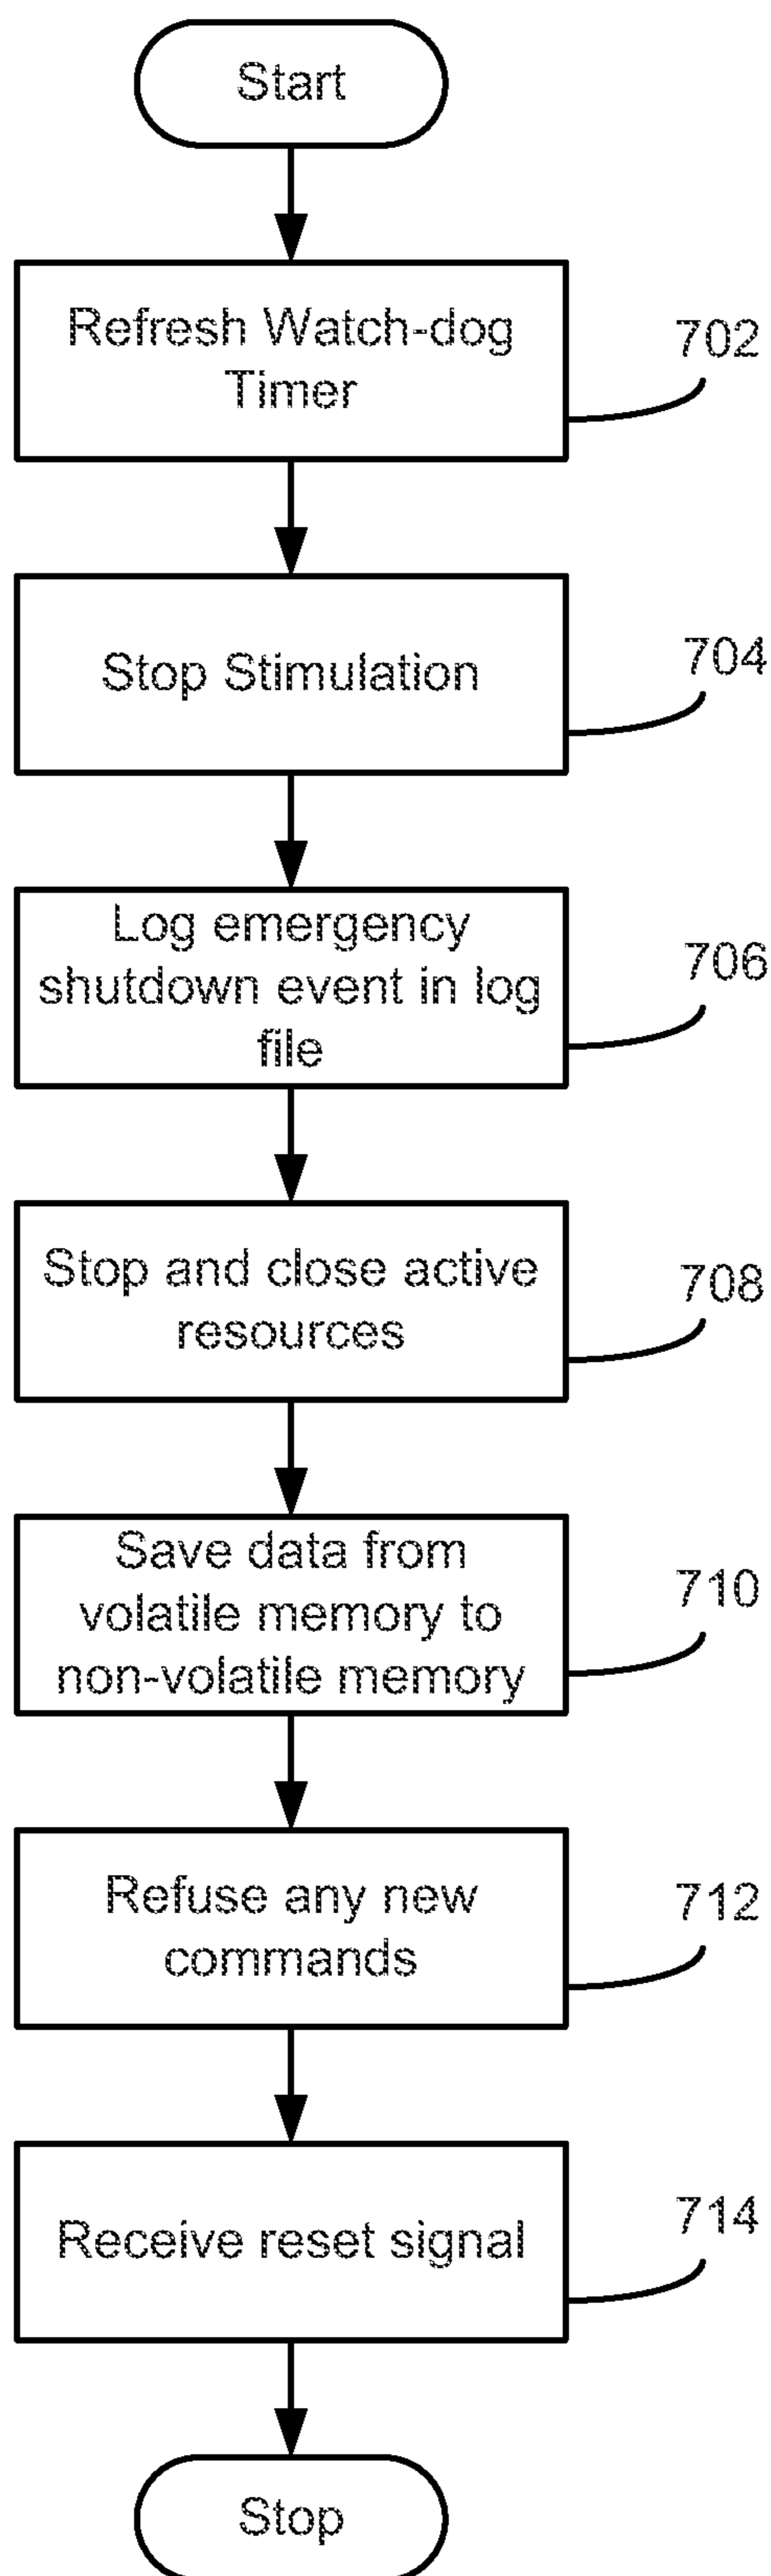 Start
Refresh Watch-dog
Timer
702
Stop Stimulation
704
Log emergency
shutdown event in log
file
706
Stop and close active
resources
708
Save data from
volatile memory to
non-volatile memory
710
Refuse any new
commands
712
Receive reset signal
714
Stop